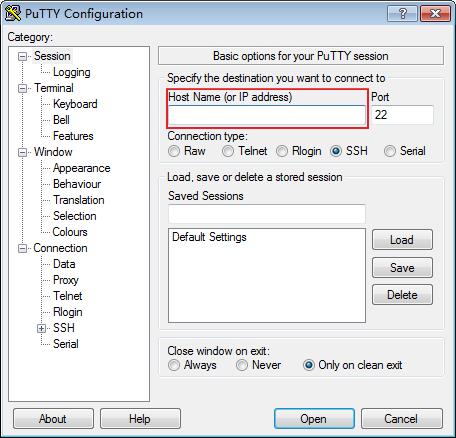 PuTTY Configuration
Category:
Session
Logging
Terminal
Keyboard
Bell
Features
Window
Appearance
Behaviour
Translation
Selection
Colours
Connection
Data
Proxy
Telnet
Rlogin
SSH
Serial
Basic options for your PuTTY session
Specify the destination you want to connect to
Host Name (or IP address) Port
22
Connection type:
Raw Telnet Rlogin SSH Serial
Load, save or delete a stored session
Saved Sessions
Default Settings
Load
Save
Delete
Close window on exit:
Always Never Only on clean exit
About Help Open Cancel